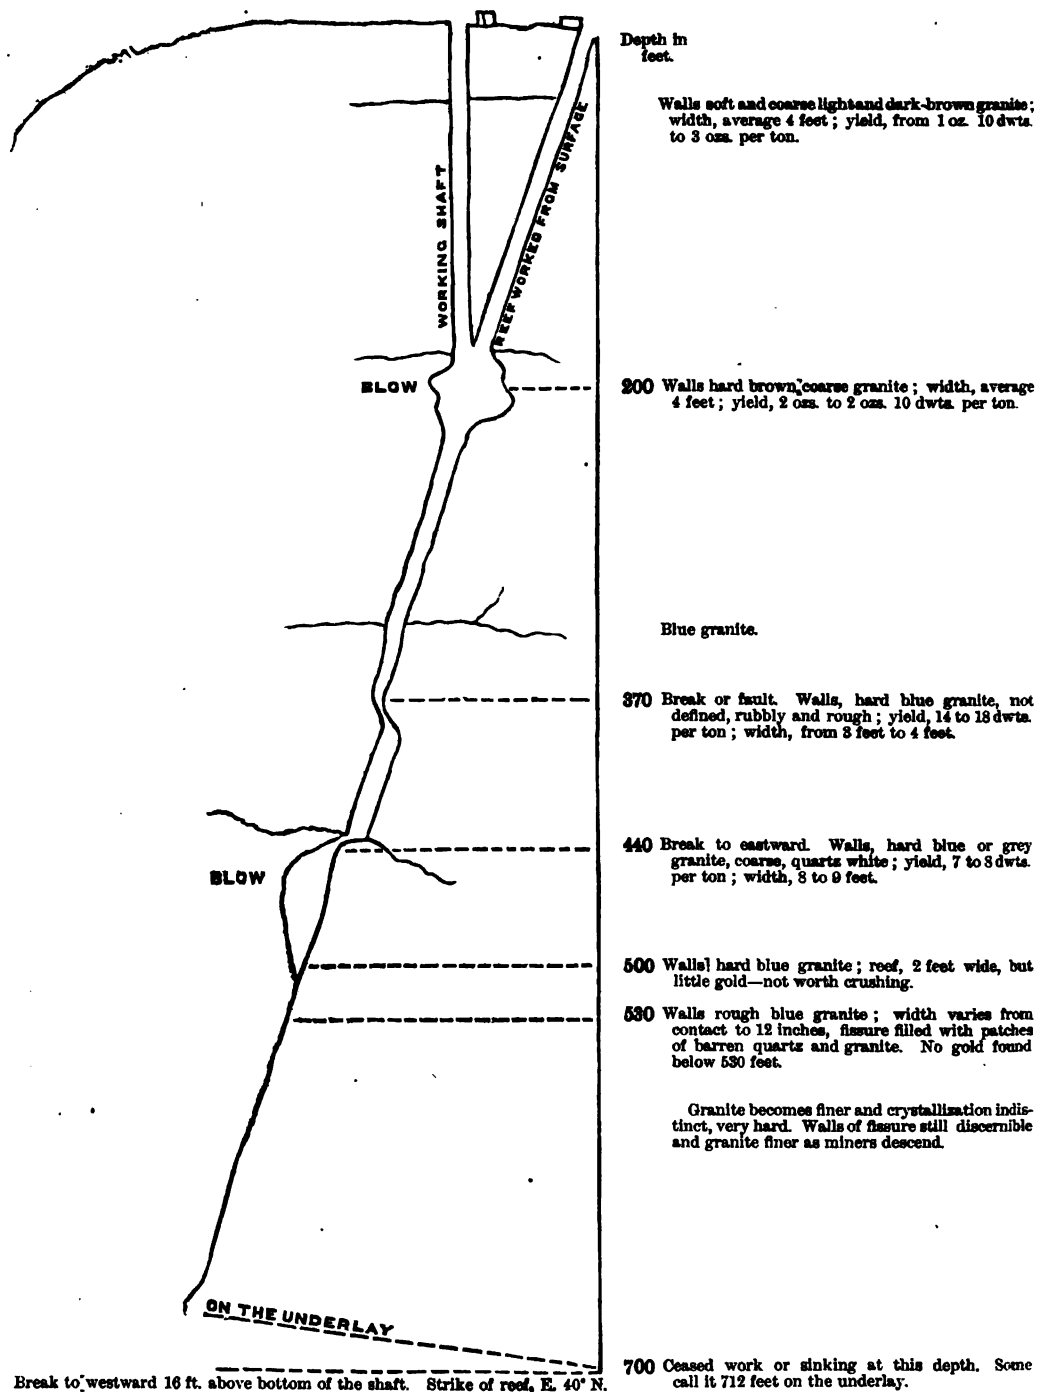 Depth in
feet.
Walls soft and coarse light and dark-brown granite;
width, average 4 feet; yield, from 1 oz. 10 dwts.
to 3 ozs. per ton.
WORKING SHAFT
REEF WORKED FROM SURFACE
BLOW
200 Walls hard brown, coarse granite; width, average
4 feet; yield, 2 ozs. to 2 ozs. 10 dwts. per ton.
Blue granite.
370 Break or fault. Walls, hard blue granite, not
defined, rubbly and rough; yield, 14 to 18 dwts.
per ton; width, from 3 feet to 4 feet.
440 Break to eastward. Walls, hard blue or grey
granite, coarse, quartz white; yield, 7 to 8 dwts.
per ton; width, 8 to 9 feet.
BLOW
500 Walls hard blue granite; reef, 2 feet wide, but
little gold—not worth crushing.
530 Walls rough blue granite; width varies from
contact to 12 inches, fissure filled with patches
of barren quartz and granite. No gold found
below 530 feet.
Granite becomes finer and crystallization indis-
tinct, very hard. Walls of fissure still discernible
and granite finer as miners descend.
ON THE UNDERLAY
700 Ceased work or sinking at this depth. Some
call it 712 feet on the underlay.
Break to westward 16 ft. above bottom of the shaft. Strike of reef, E. 40° N.